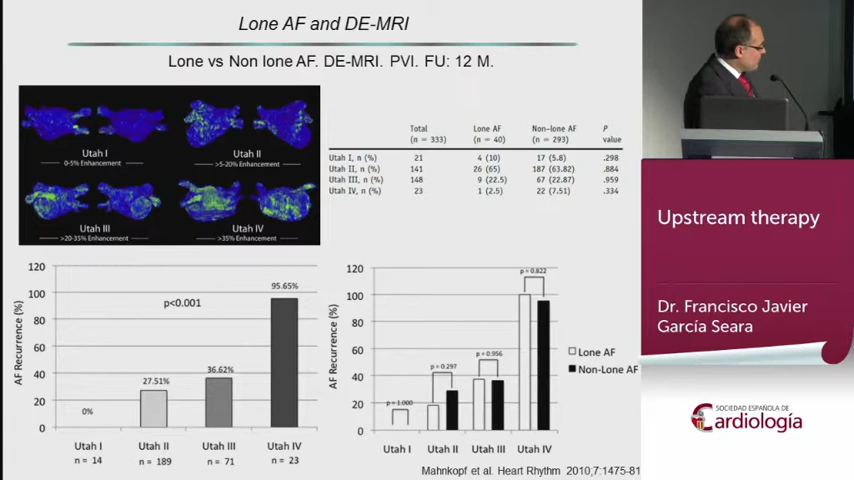 Lone AF and DE-MRI
Lone vs Non lone AF. DE-MRI. PVI. FU: 12 M.
Utah I
0-5% Enhancement
Utah II
>5-20% Enhancement
Utah III
>20-35% Enhancement
Utah IV
>35% Enhancement
Total Lone AF Non-lone AF P
(n = 333) (n = 40) (n = 293) value
Utah I, n (%) 21 4 (10) 17 (5.8) .298
Utah II, n (%) 141 26 (65) 187 (63.82) .884
Utah III, n (%) 148 9 (22.5) 67 (22.87) .959
Utah IV, n (%) 23 1 (2.5) 22 (7.51) .334
AF Recurrence (%)
120
100
80
60
40
20
0
p<0.001
0%
27.51%
36.62%
95.65%
Utah I Utah II Utah III Utah IV
n = 14 n = 189 n = 71 n = 23
AF Recurrence (%)
120
100
80
60
40
20
0
p = 1.000
p = 0.297
p = 0.956
p = 0.822
Lone AF
Non-Lone AF
Utah I Utah II Utah III Utah IV
Mahnkopf et al. Heart Rhythm 2010;7:1475-81
Upstream therapy
Dr. Francisco Javier
García Seara
SOCIEDAD ESPAÑOLA DE
Cardiología